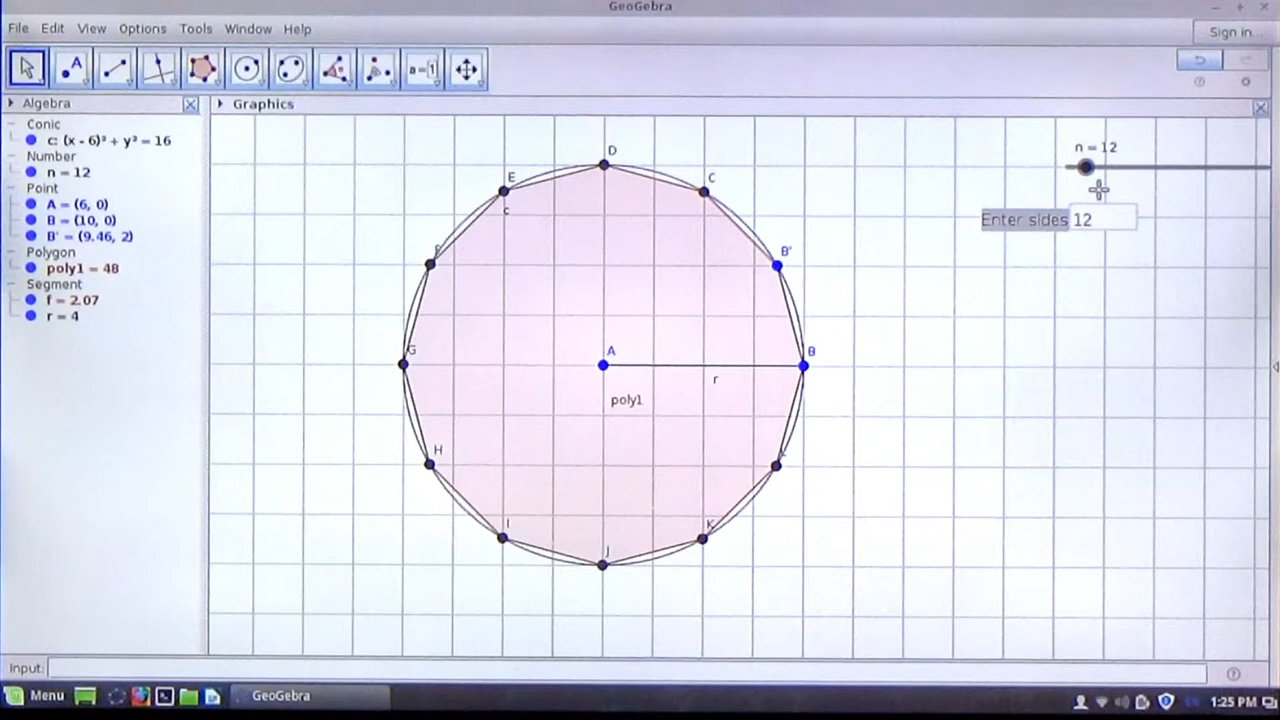 GeoGebra
File Edit View Options Tools Window Help
Sign in...
A
a=1
Algebra
Graphics
Conic
c: (x - 6)² + y² = 16
Number
n = 12
Point
A = (6, 0)
B = (10, 0)
B' = (9.46, 2)
Polygon
poly1 = 48
Segment
f = 2.07
r = 4
n = 12
Enter sides 12
D
E
C
c
F
B'
G
A
B
r
poly1
H
I
J
K
Input:
Menu
GeoGebra
1:25 PM